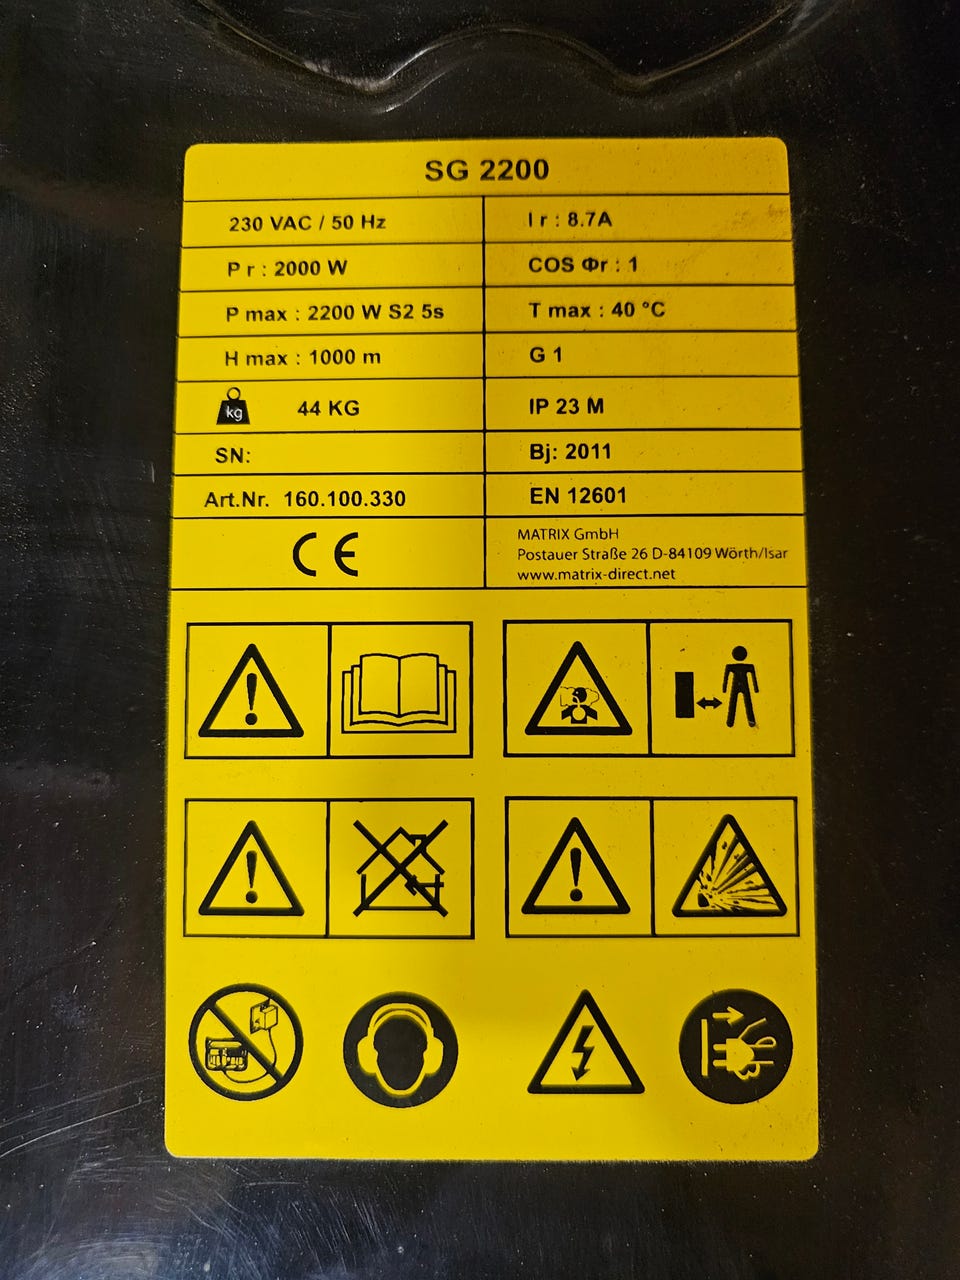 SG 2200
230 VAC / 50 Hz
I r : 8.7A
P r : 2000 W
COS Φr : 1
P max : 2200 W S2 5s
T max : 40 °C
H max : 1000 m
G 1
kg 44 KG
IP 23 M
SN:
Bj: 2011
Art.Nr. 160.100.330
EN 12601
CE
MATRIX GmbH
Postauer Straße 26 D-84109 Wörth/Isar
www.matrix-direct.net